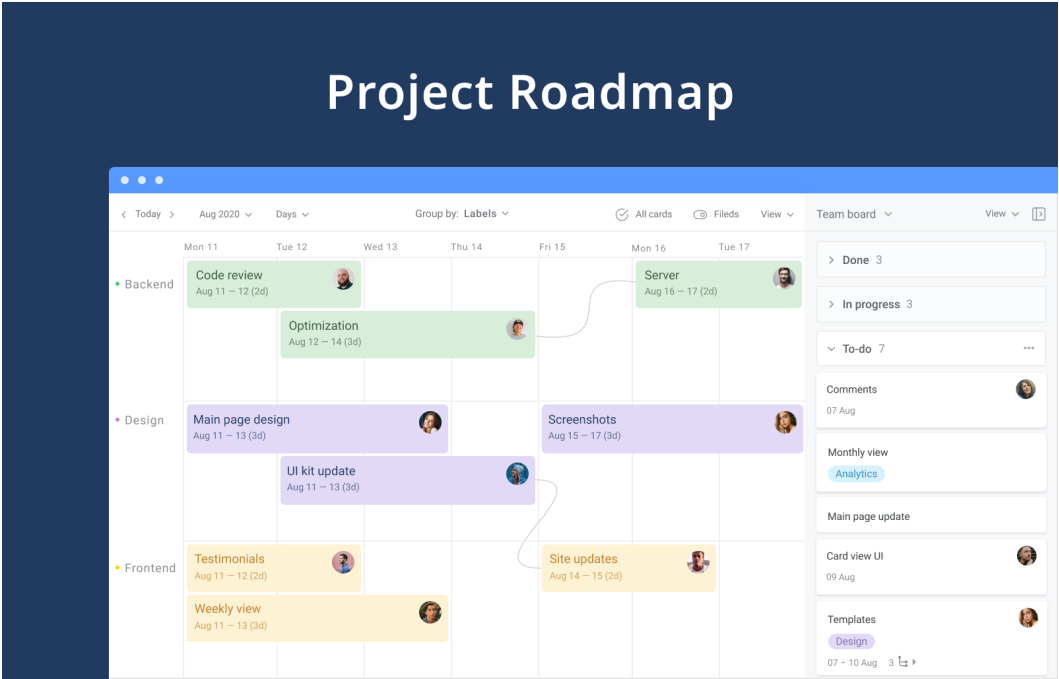 Project Roadmap
Today Aug 2020 Days Group by: Labels All cards Fileds View
Team board View
Mon 11 Tue 12 Wed 13 Thu 14 Fri 15 Mon 16 Tue 17
Backend
Code review
Aug 11 — 12 (2d)
Server
Aug 16 — 17 (2d)
Optimization
Aug 12 — 14 (3d)
Design
Main page design
Aug 11 — 13 (3d)
Screenshots
Aug 15 — 17 (3d)
UI kit update
Aug 11 — 13 (3d)
Frontend
Testimonials
Aug 11 — 12 (2d)
Site updates
Aug 14 — 15 (2d)
Weekly view
Aug 11 — 13 (3d)
Done 3
In progress 3
To-do 7
Comments
07 Aug
Monthly view
Analytics
Main page update
Card view UI
09 Aug
Templates
Design
07 – 10 Aug 3